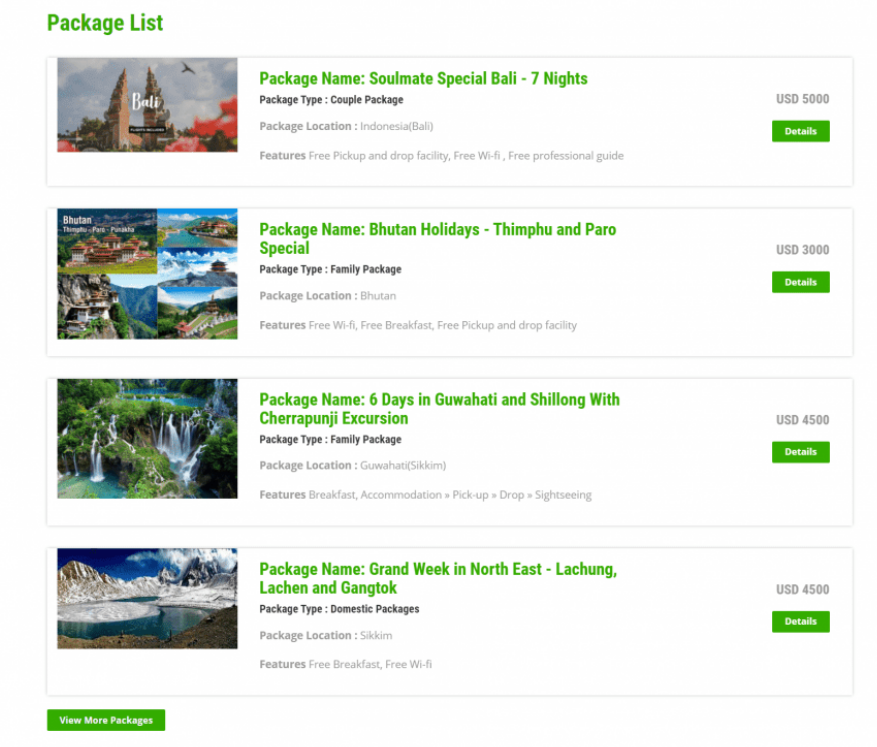 Package List
Bali
FLIGHTS INCLUDED
Package Name: Soulmate Special Bali - 7 Nights
Package Type : Couple Package
Package Location : Indonesia(Bali)
Features Free Pickup and drop facility, Free Wi-fi , Free professional guide
USD 5000
Details
Bhutan
Thimphu - Paro - Punakha
Package Name: Bhutan Holidays - Thimphu and Paro
Special
Package Type : Family Package
Package Location : Bhutan
Features Free Wi-fi, Free Breakfast, Free Pickup and drop facility
USD 3000
Details
Package Name: 6 Days in Guwahati and Shillong With
Cherrapunji Excursion
Package Type : Family Package
Package Location : Guwahati(Sikkim)
Features Breakfast, Accommodation » Pick-up » Drop » Sightseeing
USD 4500
Details
Package Name: Grand Week in North East - Lachung,
Lachen and Gangtok
Package Type : Domestic Packages
Package Location : Sikkim
Features Free Breakfast, Free Wi-fi
USD 4500
Details
View More Packages